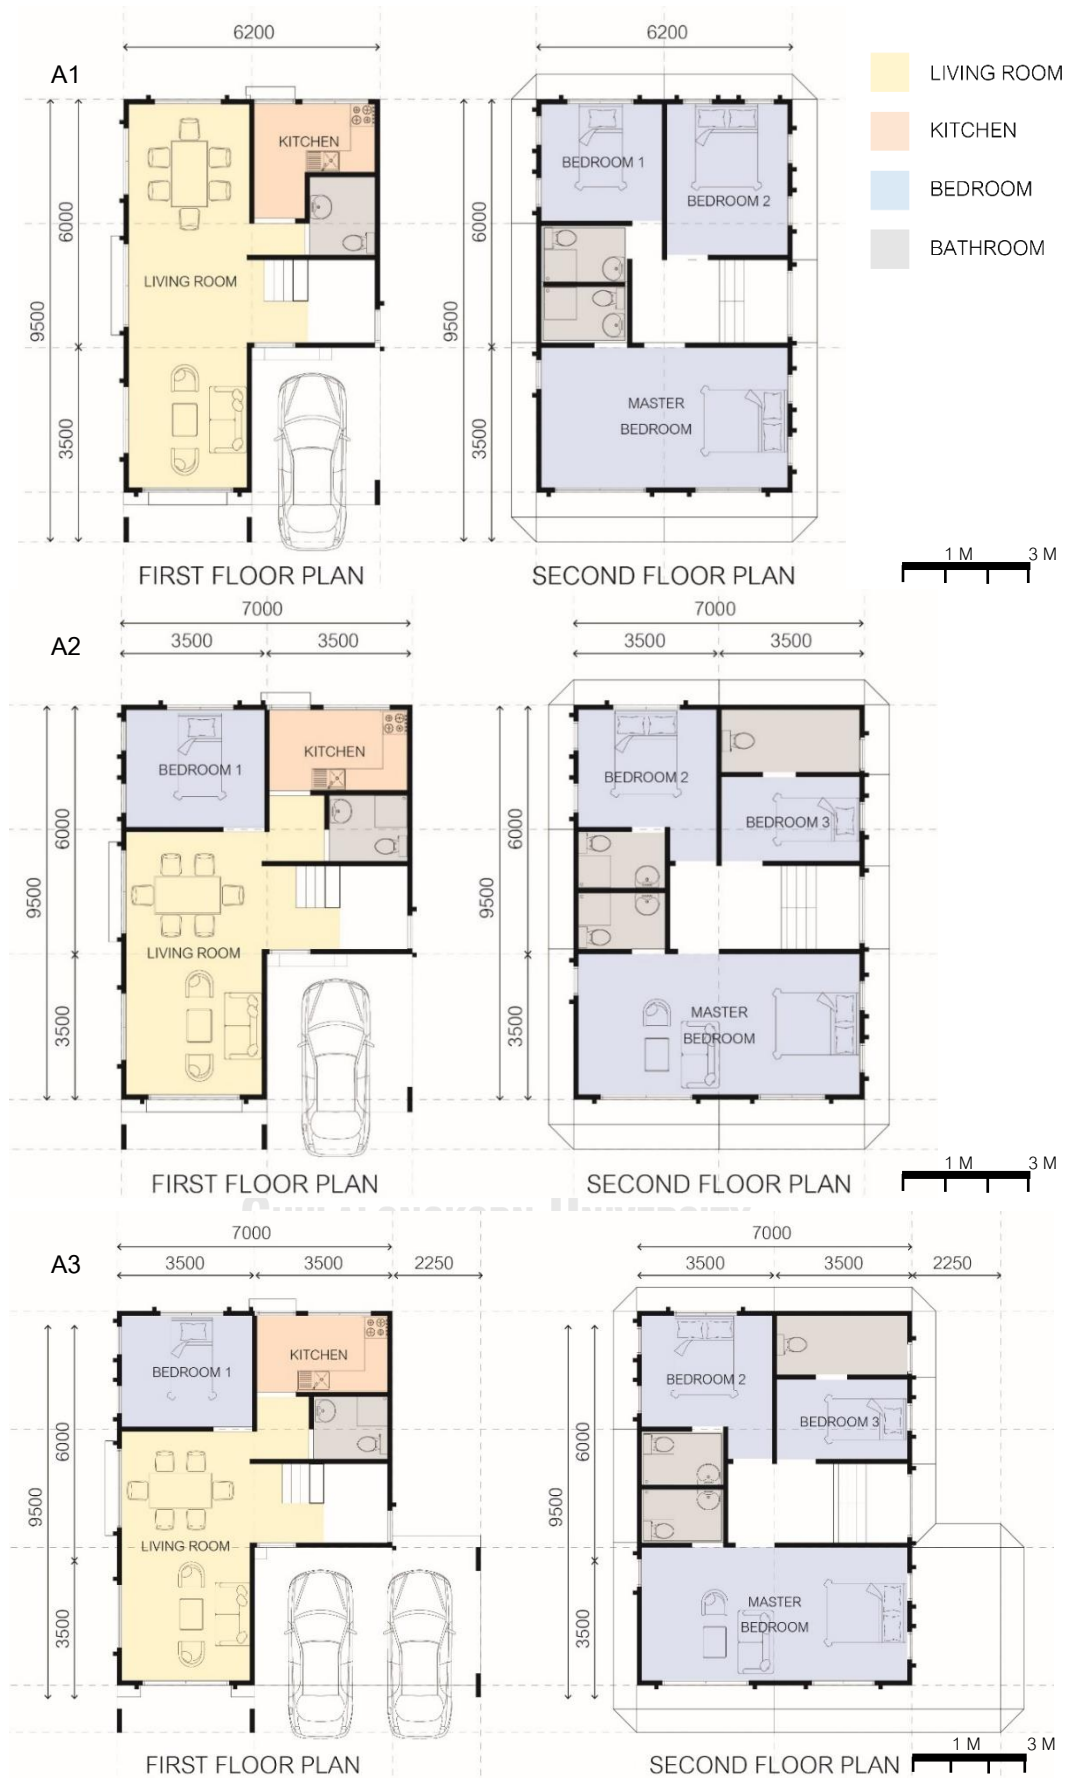 6200
6200
A1
LIVING ROOM
KITCHEN
BEDROOM
BATHROOM
KITCHEN
BEDROOM 1
BEDROOM 2
LIVING ROOM
6000
9500
3500
6000
9500
3500
MASTER
BEDROOM
1 M
3 M
FIRST FLOOR PLAN
SECOND FLOOR PLAN
7000
7000
A2
3500
3500
3500
3500
KITCHEN
BEDROOM 1
BEDROOM 2
BEDROOM 3
6000
9500
3500
6000
9500
3500
LIVING ROOM
MASTER
BEDROOM
1 M
3 M
FIRST FLOOR PLAN
SECOND FLOOR PLAN
7000
7000
A3
3500
3500
2250
3500
3500
2250
KITCHEN
BEDROOM 1
BEDROOM 2
BEDROOM 3
6000
9500
3500
6000
9500
3500
LIVING ROOM
MASTER
BEDROOM
1 M
3 M
FIRST FLOOR PLAN
SECOND FLOOR PLAN